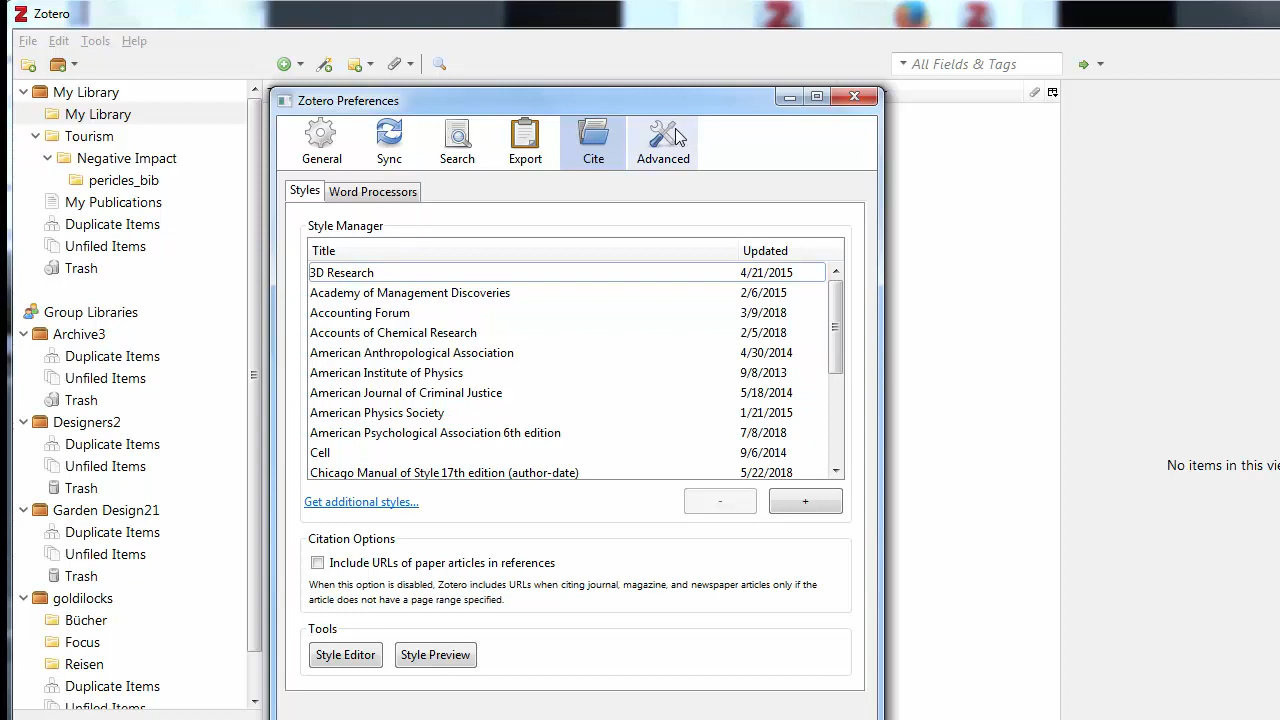 Zotero
File Edit Tools Help
All Fields & Tags
My Library
My Library
Tourism
Negative Impact
pericles_bib
My Publications
Duplicate Items
Unfiled Items
Trash
Group Libraries
Archive3
Duplicate Items
Unfiled Items
Trash
Designers2
Duplicate Items
Unfiled Items
Trash
Garden Design21
Duplicate Items
Unfiled Items
Trash
goldilocks
Bücher
Focus
Reisen
Duplicate Items
Unfiled Items
Zotero Preferences
General Sync Search Export Cite Advanced
Styles Word Processors
Style Manager
Title Updated
3D Research 4/21/2015
Academy of Management Discoveries 2/6/2015
Accounting Forum 3/9/2018
Accounts of Chemical Research 2/5/2018
American Anthropological Association 4/30/2014
American Institute of Physics 9/8/2013
American Journal of Criminal Justice 5/18/2014
American Physics Society 1/21/2015
American Psychological Association 6th edition 7/8/2018
Cell 9/6/2014
Chicago Manual of Style 17th edition (author-date) 5/22/2018
Get additional styles...
- +
Citation Options
Include URLs of paper articles in references
When this option is disabled, Zotero includes URLs when citing journal, magazine, and newspaper articles only if the
article does not have a page range specified.
Tools
Style Editor Style Preview
No items in this vie